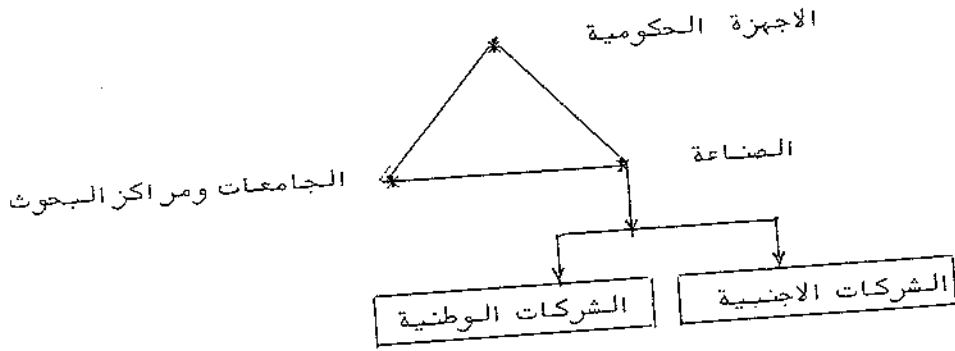 الاجهزة الحكومية
الصناعة
الجامعات ومراكز البحوث
الشركات الاجنبية
الشركات الوطنية